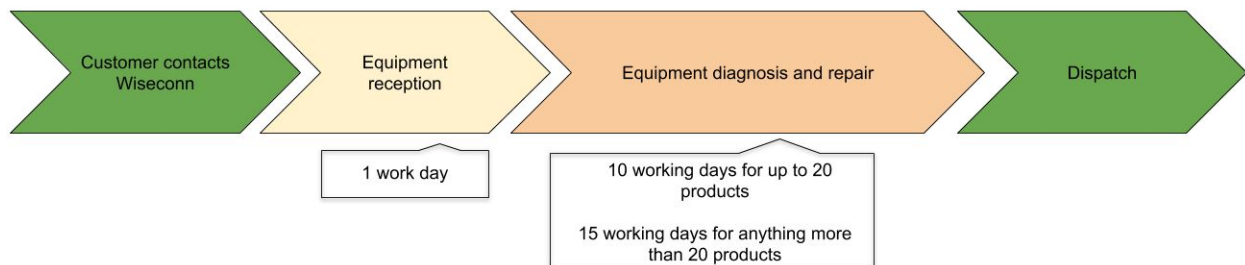 Customer contacts
Wiseconn
Equipment
reception
Equipment diagnosis and repair
Dispatch
1 work day
10 working days for up to 20
products
15 working days for anything more
than 20 products